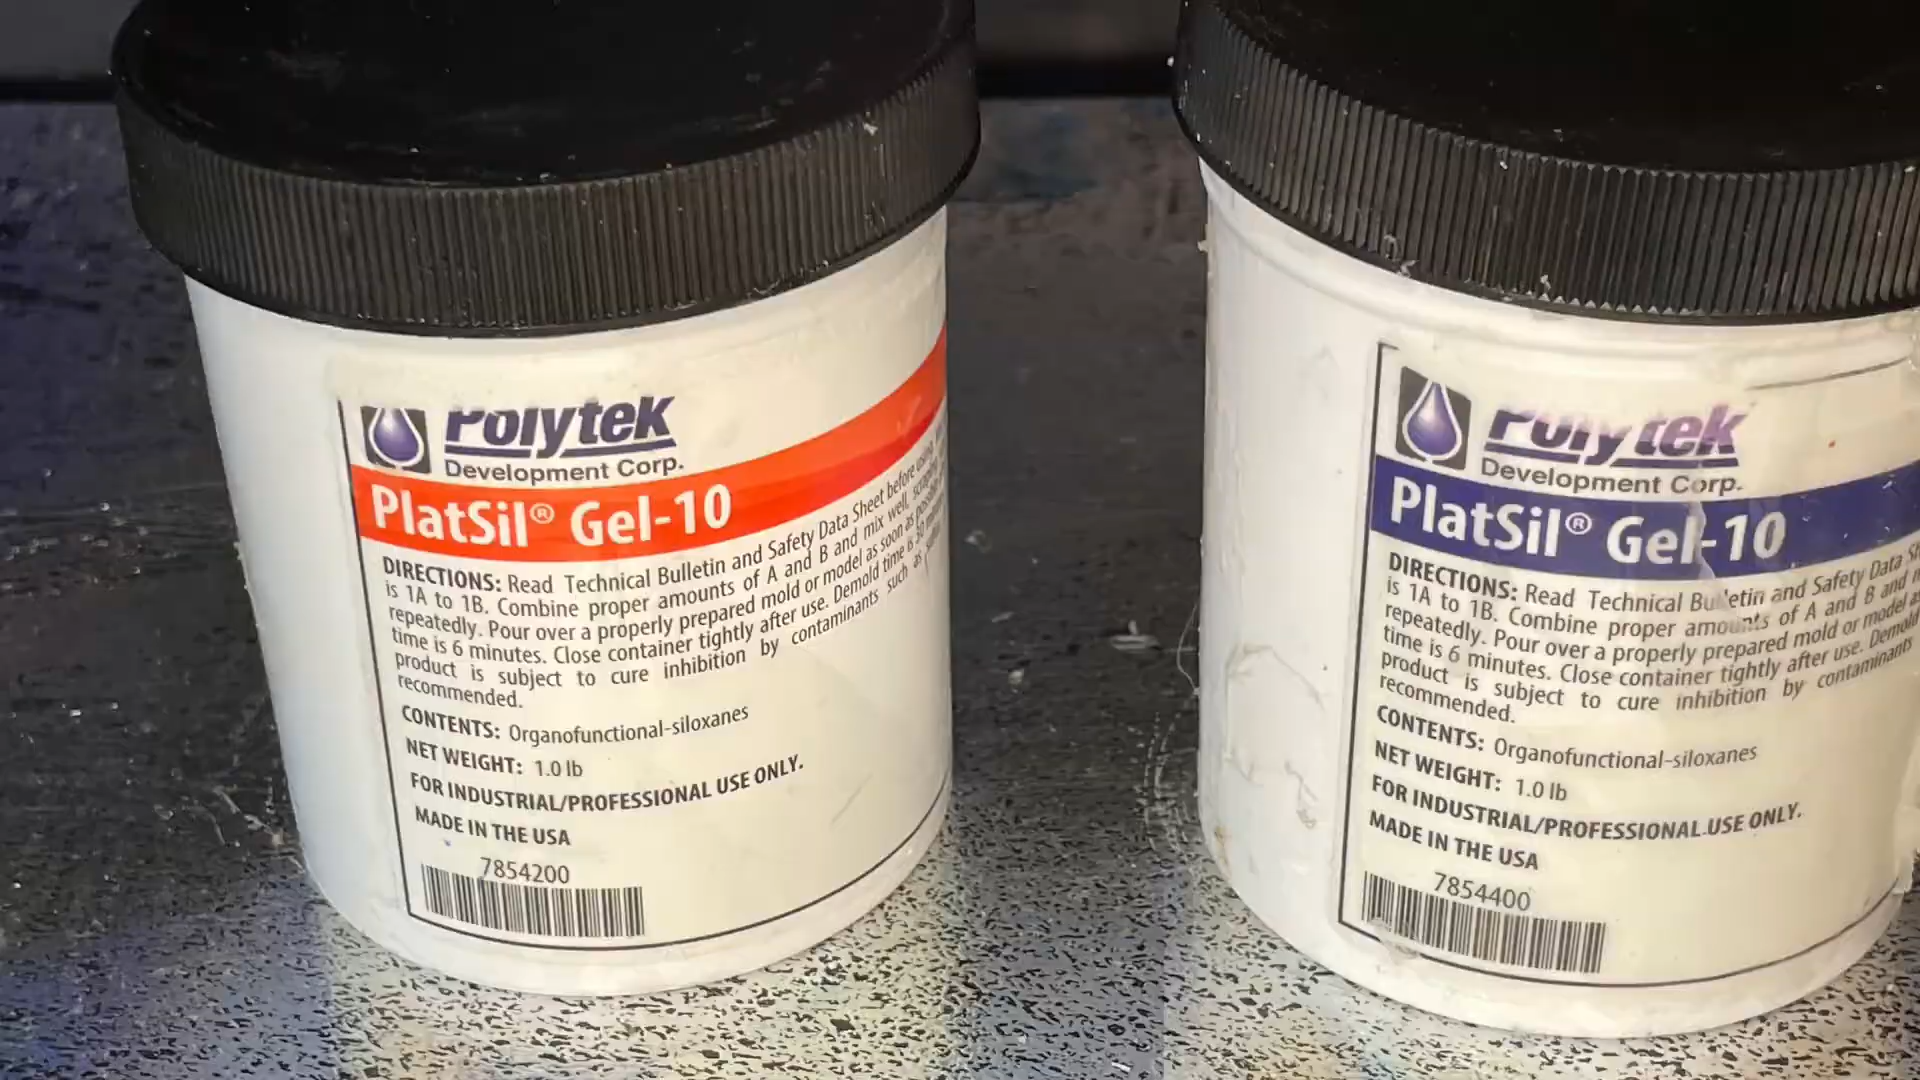 Polytek
Development Corp.
PlatSil® Gel-10
DIRECTIONS: Read Technical Bulletin and Safety Data Sheet before using.
is 1A to 1B. Combine proper amounts of A and B and mix well, scraping
repeatedly. Pour over a properly prepared mold or model as soon as possible
time is 6 minutes. Close container tightly after use. Demold time is 30 minutes
product is subject to cure inhibition by contaminants such as
recommended.
CONTENTS: Organofunctional-siloxanes
NET WEIGHT: 1.0 lb
FOR INDUSTRIAL/PROFESSIONAL USE ONLY.
MADE IN THE USA
7854200
Polytek
Development Corp.
PlatSil® Gel-10
DIRECTIONS: Read Technical Bulletin and Safety Data
is 1A to 1B. Combine proper amounts of A and B and
repeatedly. Pour over a properly prepared mold or model
time is 6 minutes. Close container tightly after use. Demold
product is subject to cure inhibition by contaminants
recommended.
CONTENTS: Organofunctional-siloxanes
NET WEIGHT: 1.0 lb
FOR INDUSTRIAL/PROFESSIONAL USE ONLY.
MADE IN THE USA
7854400